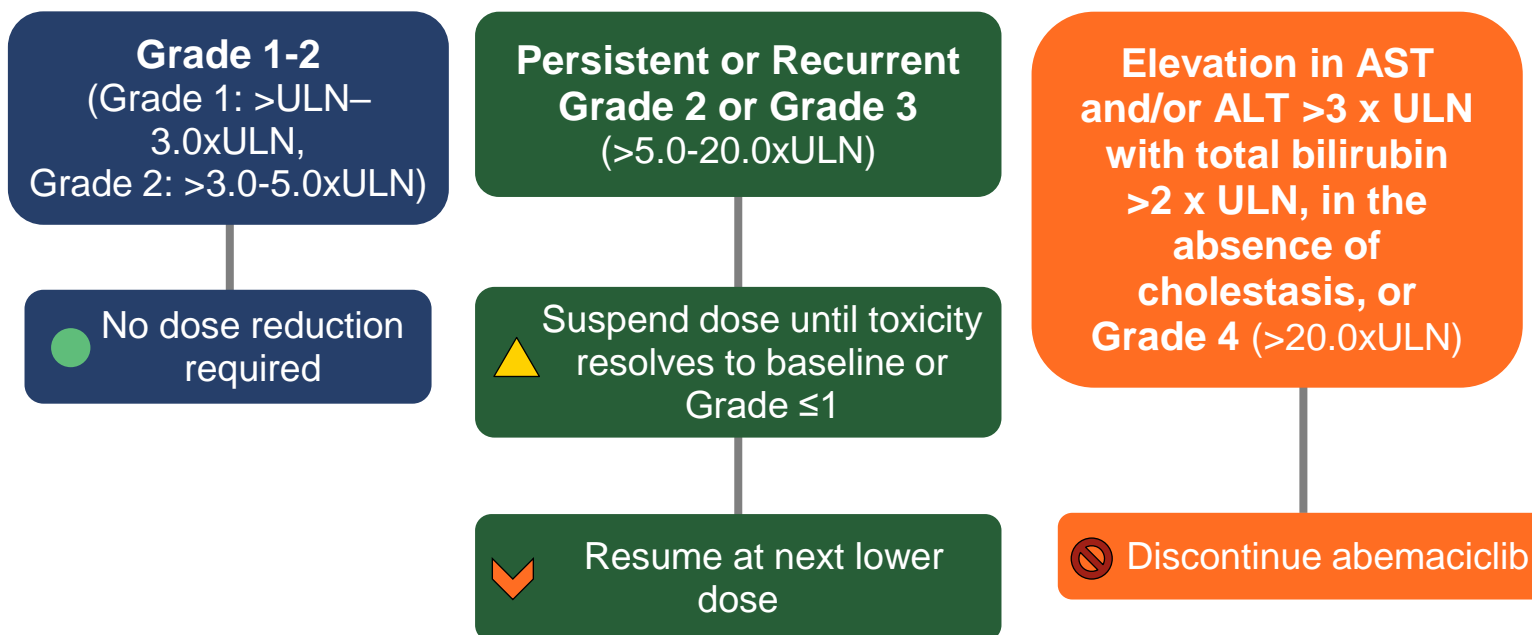 Grade 1-2
(Grade 1: >ULN–
3.0xULN,
Grade 2: >3.0-5.0xULN)
No dose reduction
required
Persistent or Recurrent
Grade 2 or Grade 3
(>5.0-20.0xULN)
Suspend dose until toxicity
resolves to baseline or
Grade ≤1
Resume at next lower
dose
Elevation in AST
and/or ALT >3 x ULN
with total bilirubin
>2 x ULN, in the
absence of
cholestasis, or
Grade 4 (>20.0xULN)
Discontinue abemaciclib